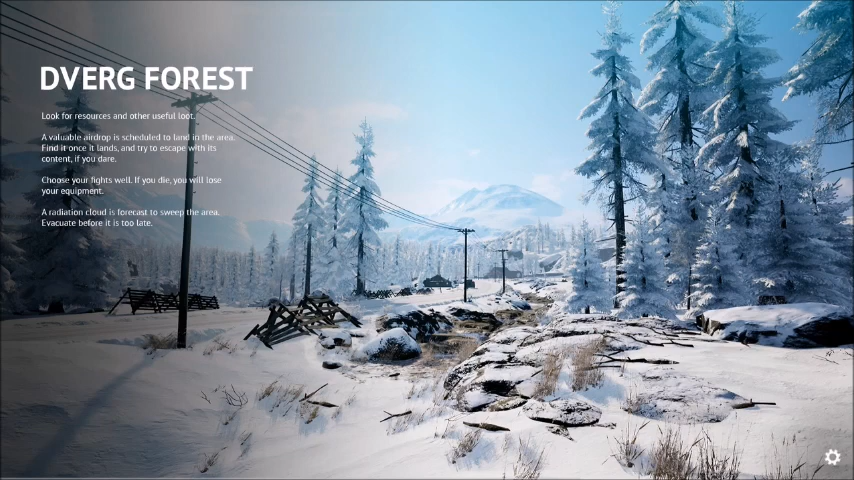 DVERG FOREST
Look for resources and other useful loot.
A valuable airdrop is scheduled to land in the area.
Find it once it lands, and try to escape with its
content, if you dare.
Choose your fights well. If you die, you will lose
your equipment.
A radiation cloud is forecast to sweep the area.
Evacuate before it is too late.